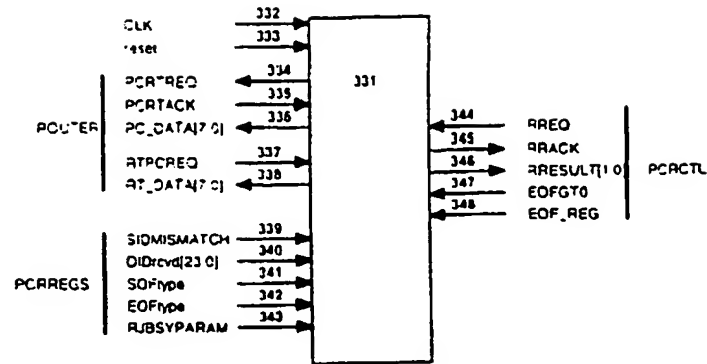 CLK 332
reset 333
PCRTREQ 334
PCRTACK 335
ROUTER
PC_DATA[7:0] 336
RTPCREQ 337
RT_DATA[7:0] 338
331
344 RREQ
345 RRACK
346 RRESULT[1:0]
PCRCTL
347 EOFGT0
348 EOF_REG
SIDMISMATCH 339
OIDrcvd[23:0] 340
PCRREGS
SOFtype 341
EOFtype 342
RJBSYPARAM 343